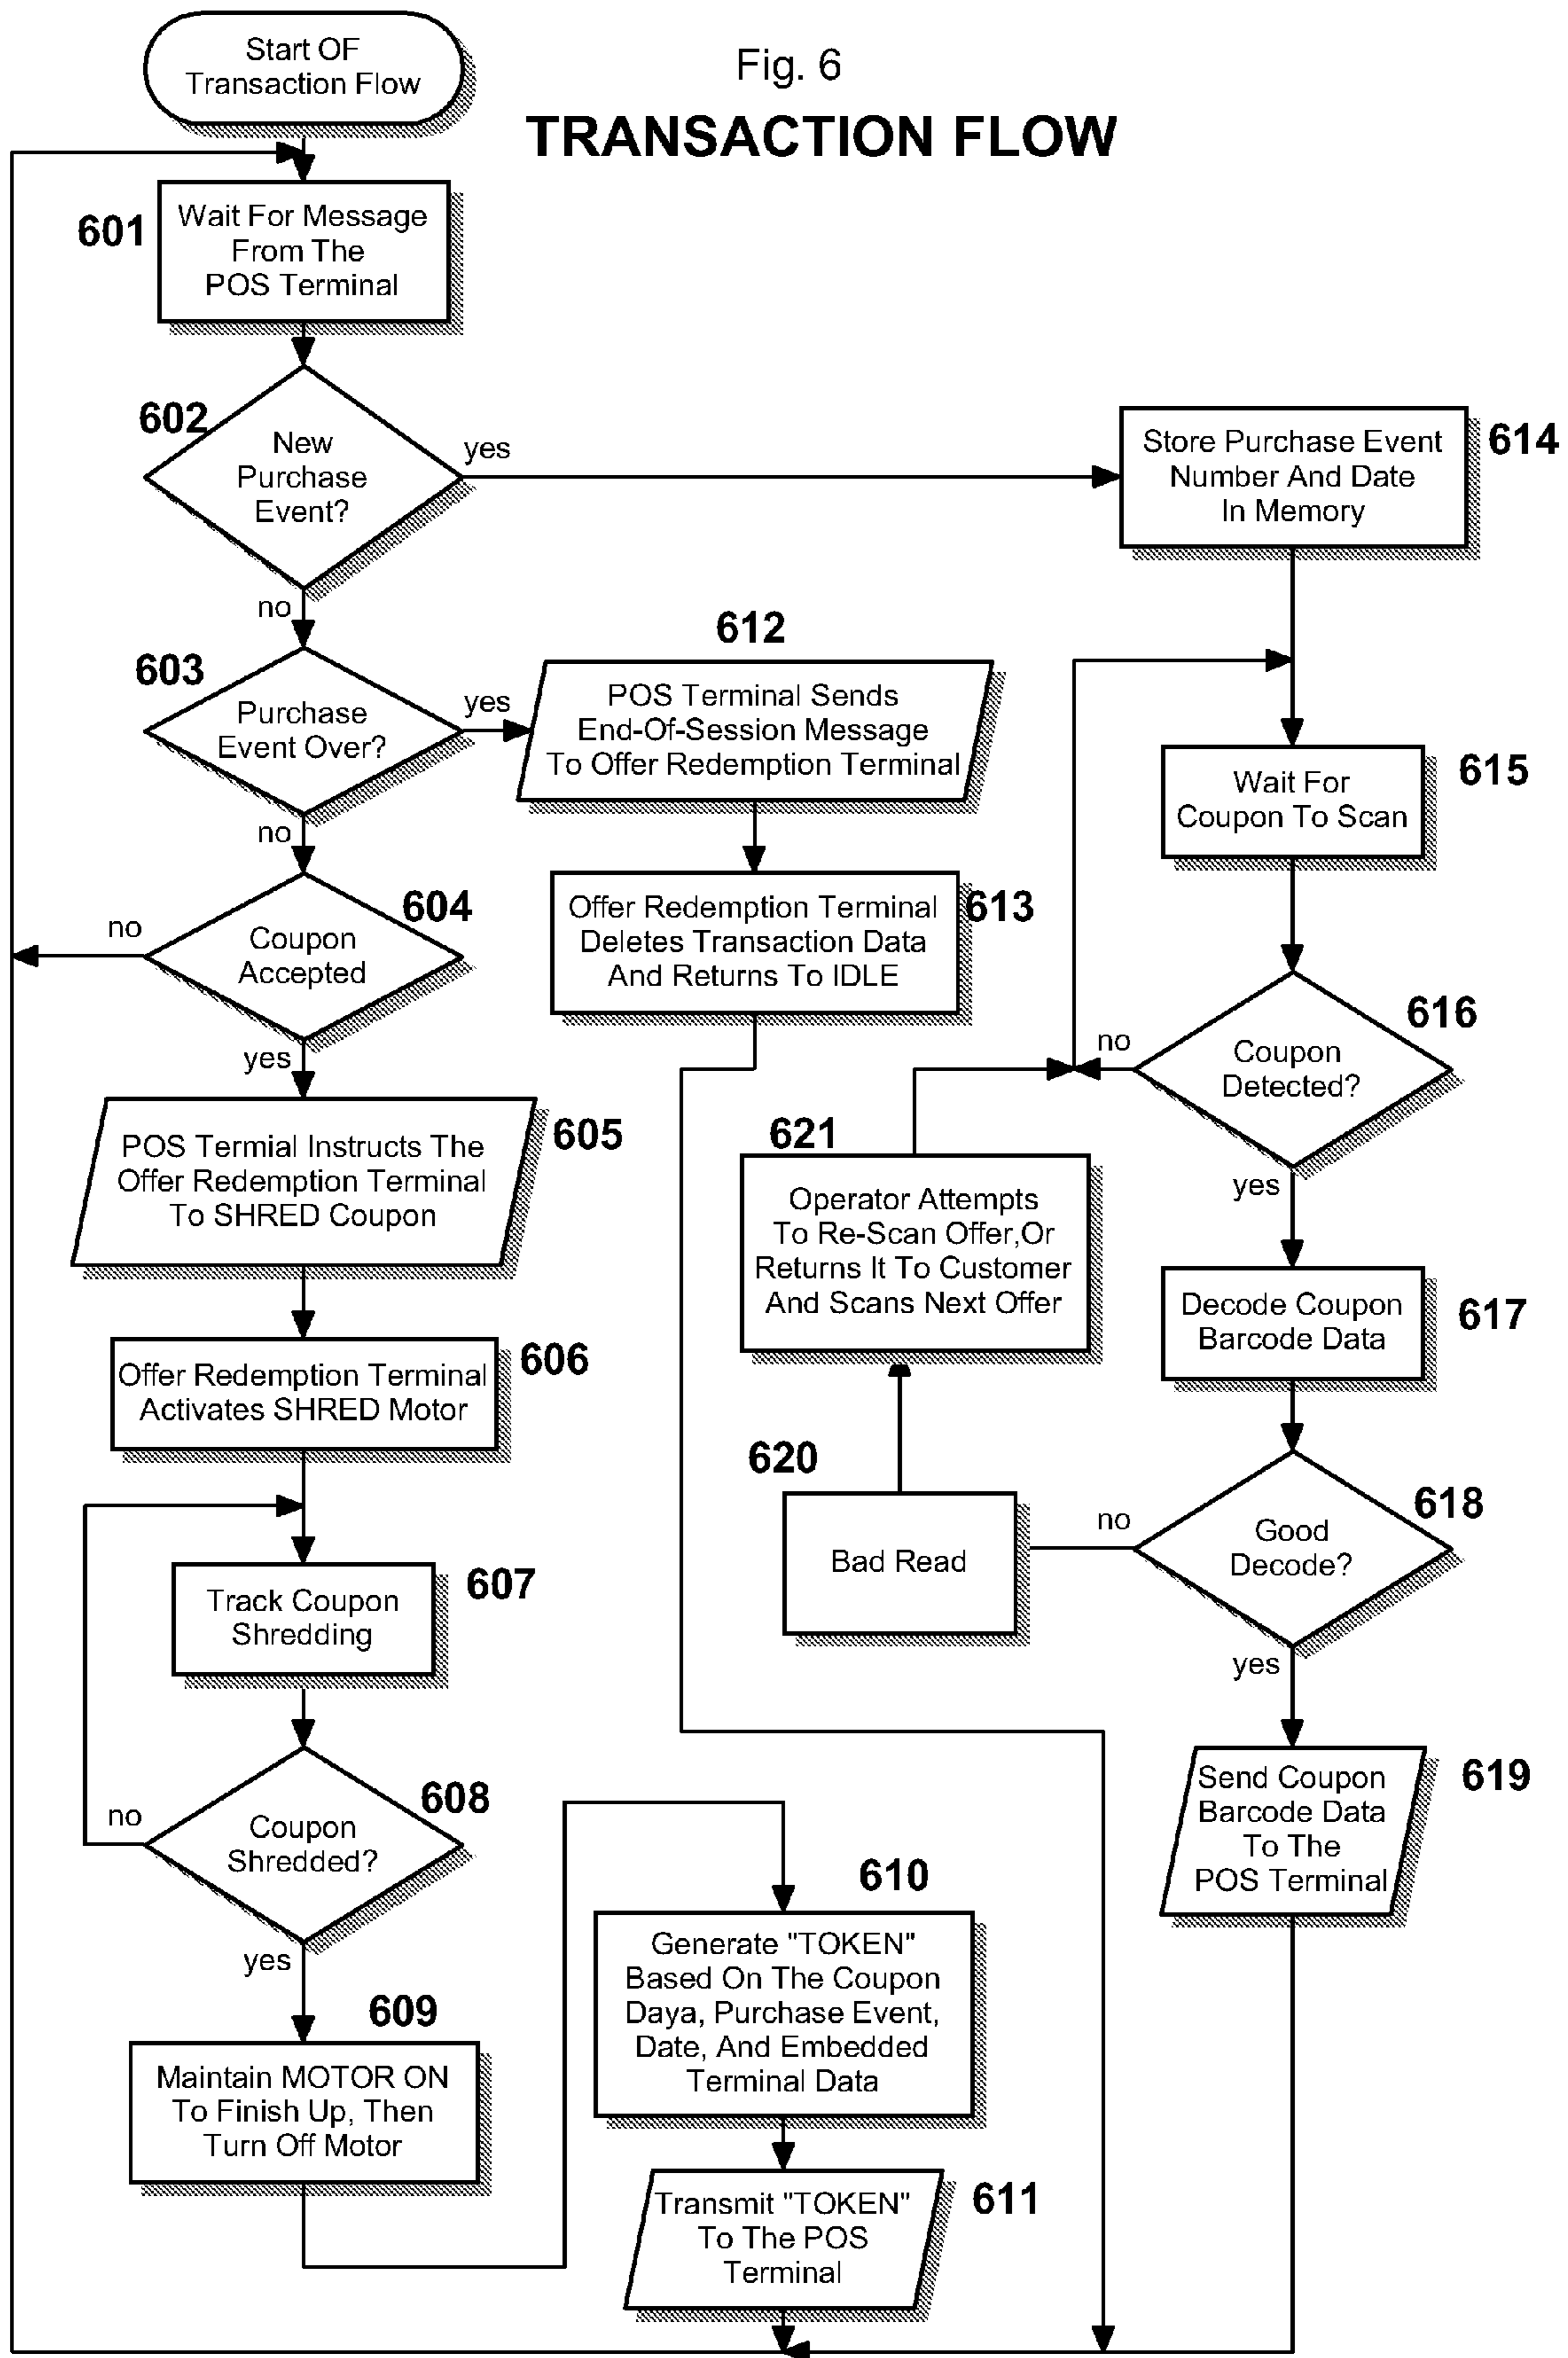 Start OF
Transaction Flow
Fig. 6
TRANSACTION FLOW
601
Wait For Message
From The
POS Terminal
602
New
Purchase
Event?
yes
no
603
Purchase
Event Over?
yes
no
604
Coupon
Accepted
no
yes
POS Termial Instructs The
Offer Redemption Terminal
To SHRED Coupon
605
Offer Redemption Terminal
Activates SHRED Motor
606
Track Coupon
Shredding
607
608
Coupon
Shredded?
no
yes
609
Maintain MOTOR ON
To Finish Up, Then
Turn Off Motor
610
Generate "TOKEN"
Based On The Coupon
Daya, Purchase Event,
Date, And Embedded
Terminal Data
Transmit "TOKEN"
To The POS
Terminal
611
612
POS Terminal Sends
End-Of-Session Message
To Offer Redemption Terminal
Offer Redemption Terminal
Deletes Transaction Data
And Returns To IDLE
613
Store Purchase Event
Number And Date
In Memory
614
Wait For
Coupon To Scan
615
616
Coupon
Detected?
no
yes
Decode Coupon
Barcode Data
617
618
Good
Decode?
no
yes
Send Coupon
Barcode Data
To The
POS Terminal
619
620
Bad Read
621
Operator Attempts
To Re-Scan Offer,Or
Returns It To Customer
And Scans Next Offer